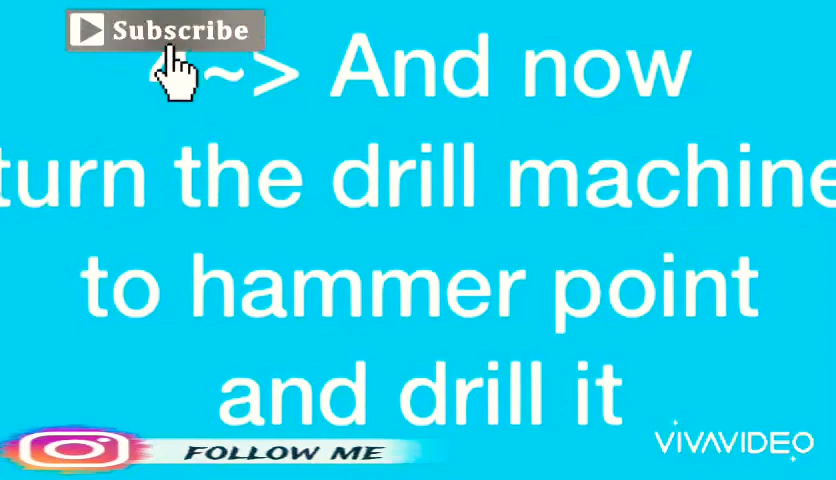 Subscribe
~> And now
turn the drill machine
to hammer point
and drill it
FOLLOW ME
VIVAVIDEO